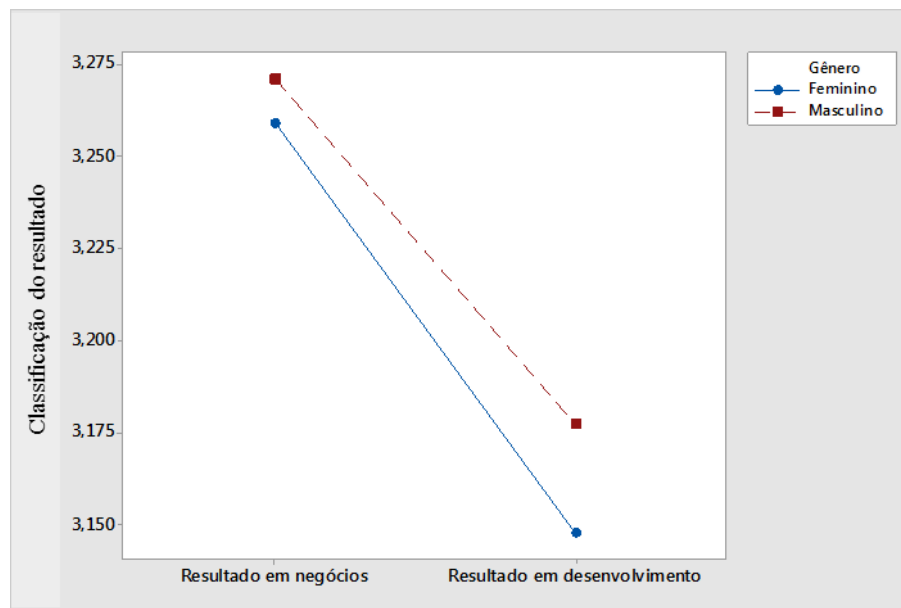 Classificação do resultado
3,275
3,250
3,225
3,200
3,175
3,150
Resultado em negócios
Resultado em desenvolvimento
Gênero
Feminino
Masculino